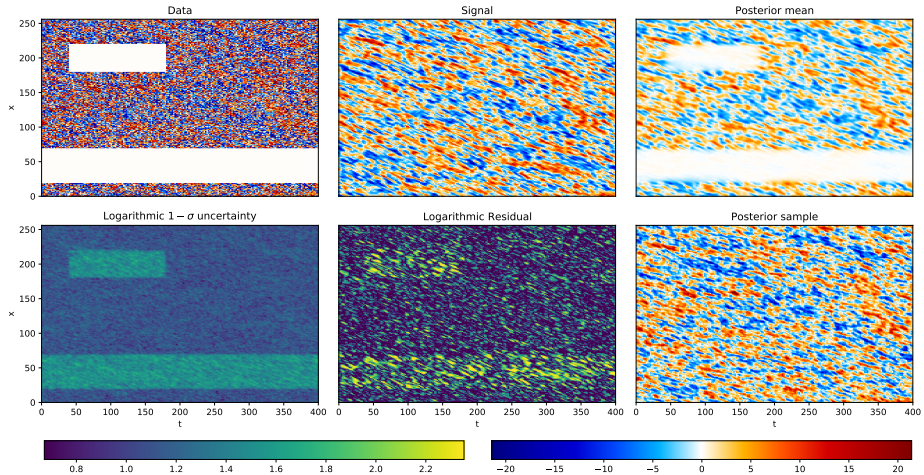 Data
Signal
Posterior mean
250
200
150
100
50
0
x
Logarithmic 1 − σ uncertainty
Logarithmic Residual
Posterior sample
250
200
150
100
50
0
x
0 50 100 150 200 250 300 350 400
0 50 100 150 200 250 300 350 400
0 50 100 150 200 250 300 350 400
t
t
t
0.8 1.0 1.2 1.4 1.6 1.8 2.0 2.2
−20 −15 −10 −5 0 5 10 15 20